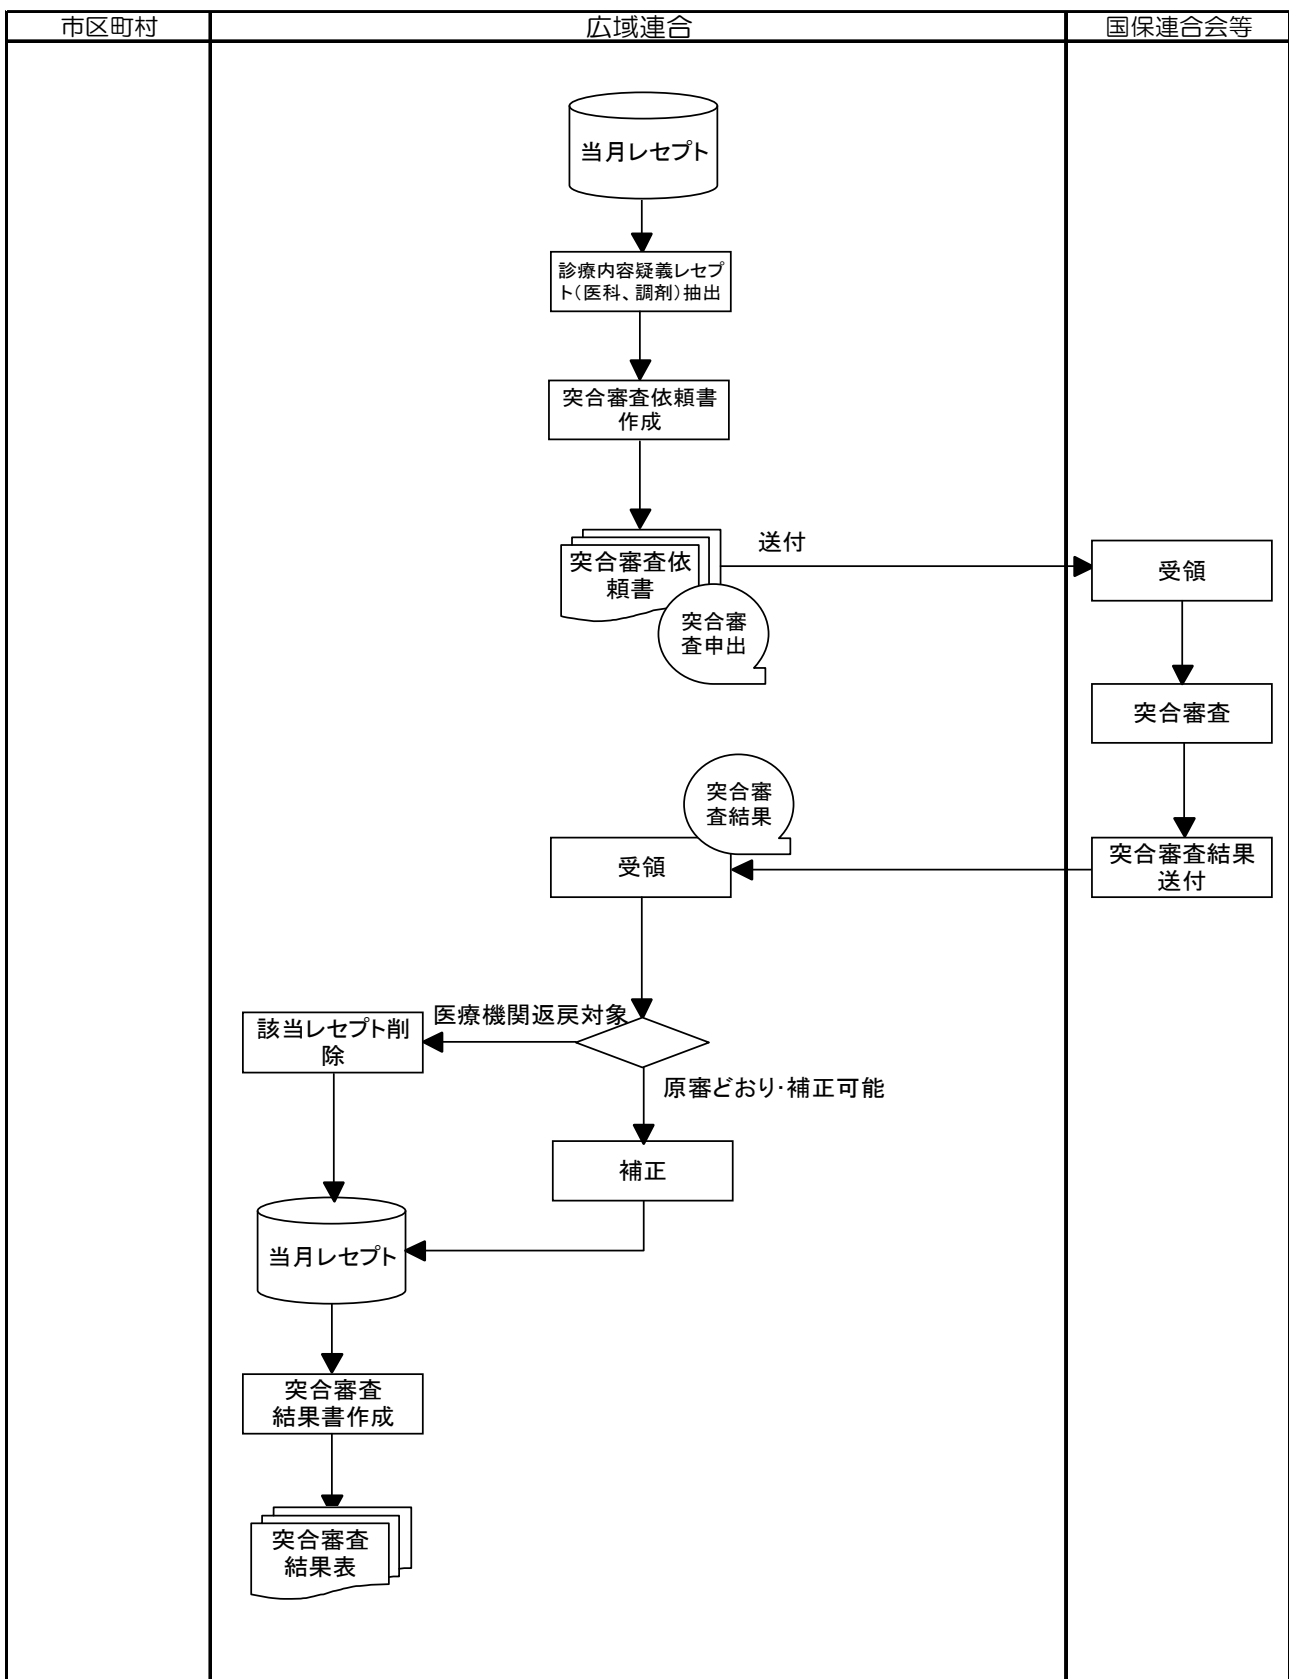 市区町村
広域連合
国保連合会等
当月レセプト
診療内容疑義レセプ
ト(医科、調剤)抽出
突合審査依頼書
作成
突合審査依
頼書
突合審
査申出
送付
受領
突合審査
突合審査結果
送付
突合審
査結果
受領
医療機関返戻対象
該当レセプト削
除
原審どおり・補正可能
補正
当月レセプト
突合審査
結果書作成
突合審査
結果表